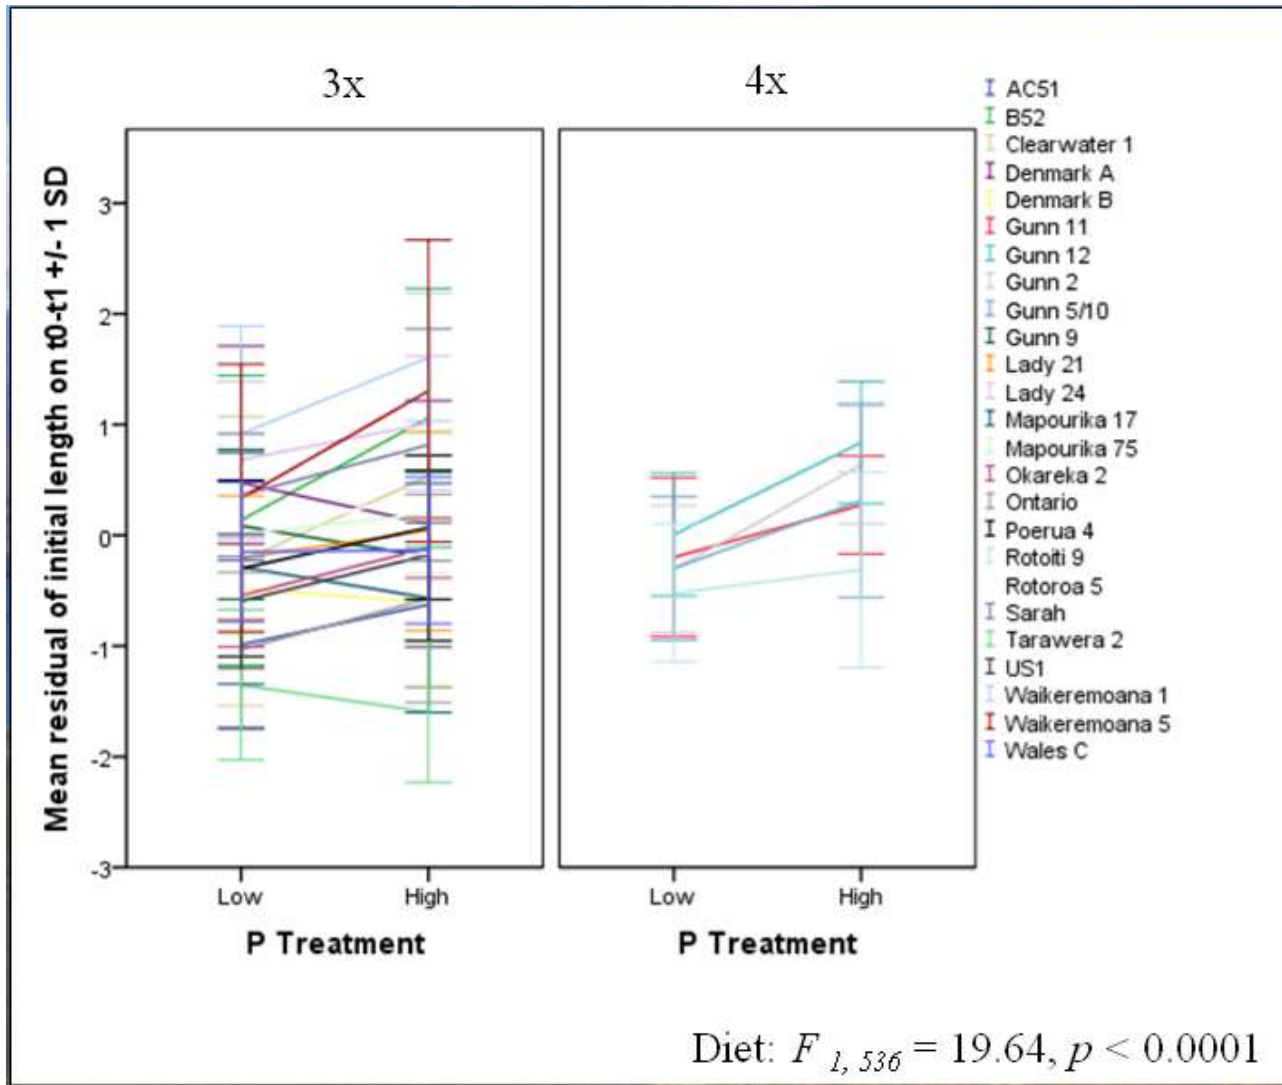 3x
4x
Mean residual of initial length on t0-t1 +/- 1 SD
3
2
1
0
-1
-2
-3
Low
High
P Treatment
Low
High
P Treatment
AC51
B52
Clearwater 1
Denmark A
Denmark B
Gunn 11
Gunn 12
Gunn 2
Gunn 5/10
Gunn 9
Lady 21
Lady 24
Mapourika 17
Mapourika 75
Okareka 2
Ontario
Poerua 4
Rotoiti 9
Rotoroa 5
Sarah
Tarawera 2
US1
Waikeremoana 1
Waikeremoana 5
Wales C
Diet: F 1, 536 = 19.64, p < 0.0001